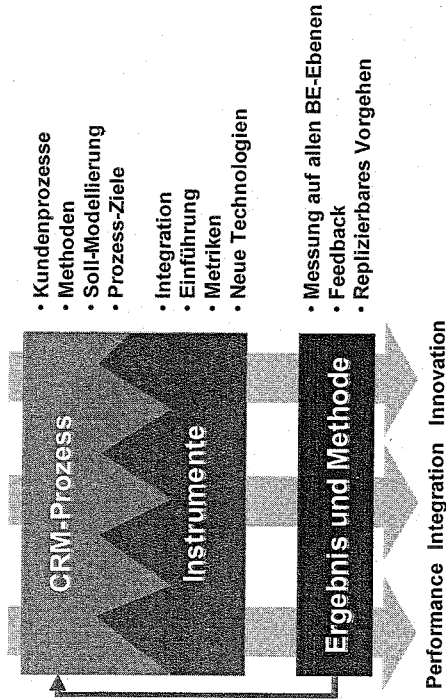 CRM-Prozess
• Kundenprozesse
• Methoden
• Soll-Modellierung
• Prozess-Ziele
Instrumente
• Integration
• Einführung
• Metriken
• Neue Technologien
Ergebnis und Methode
• Messung auf allen BE-Ebenen
• Feedback
• Replizierbares Vorgehen
Performance Integration Innovation